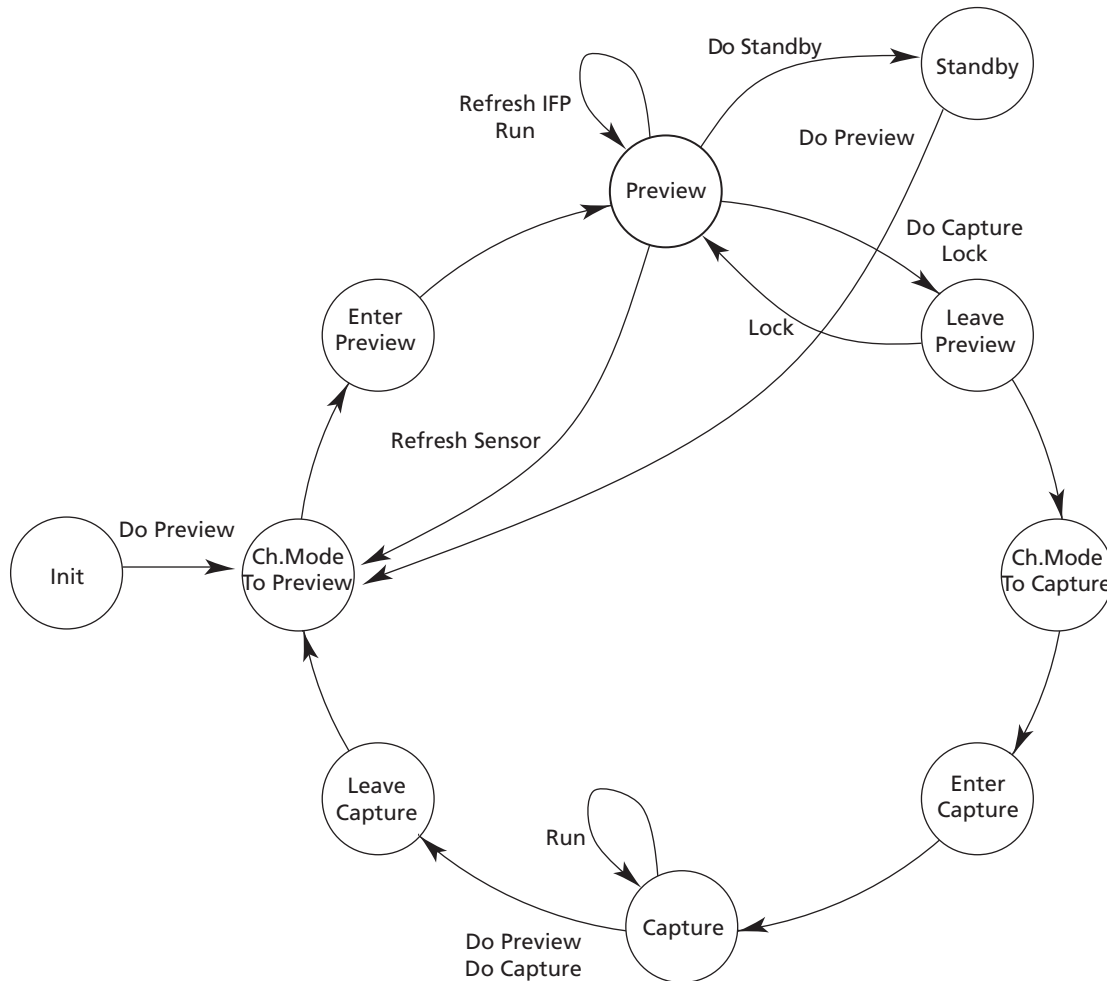 Do Standby
Standby
Refresh IFP
Run
Do Preview
Preview
Do Capture
Lock
Enter
Preview
Lock
Leave
Preview
Refresh Sensor
Do Preview
Init
Ch.Mode
To Preview
Ch.Mode
To Capture
Leave
Capture
Enter
Capture
Run
Capture
Do Preview
Do Capture